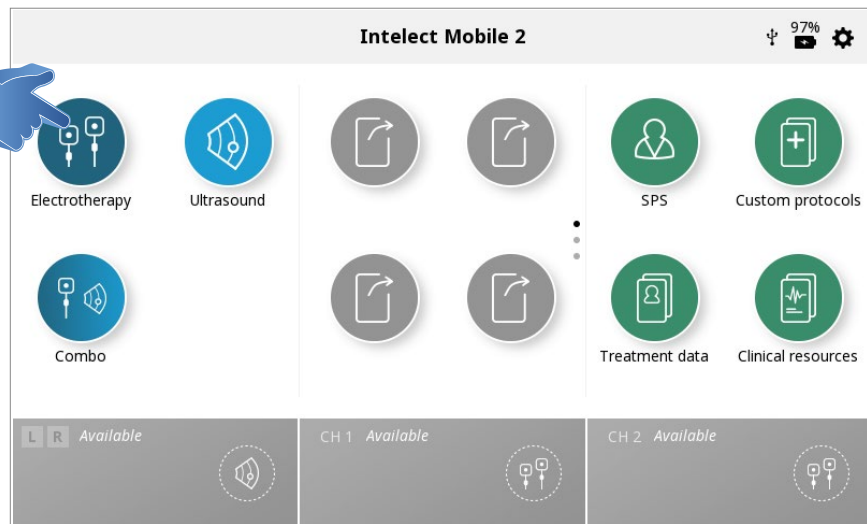 Intelect Mobile 2
97%
Electrotherapy
Ultrasound
SPS
Custom protocols
Combo
Treatment data
Clinical resources
L R Available
CH 1 Available
CH 2 Available